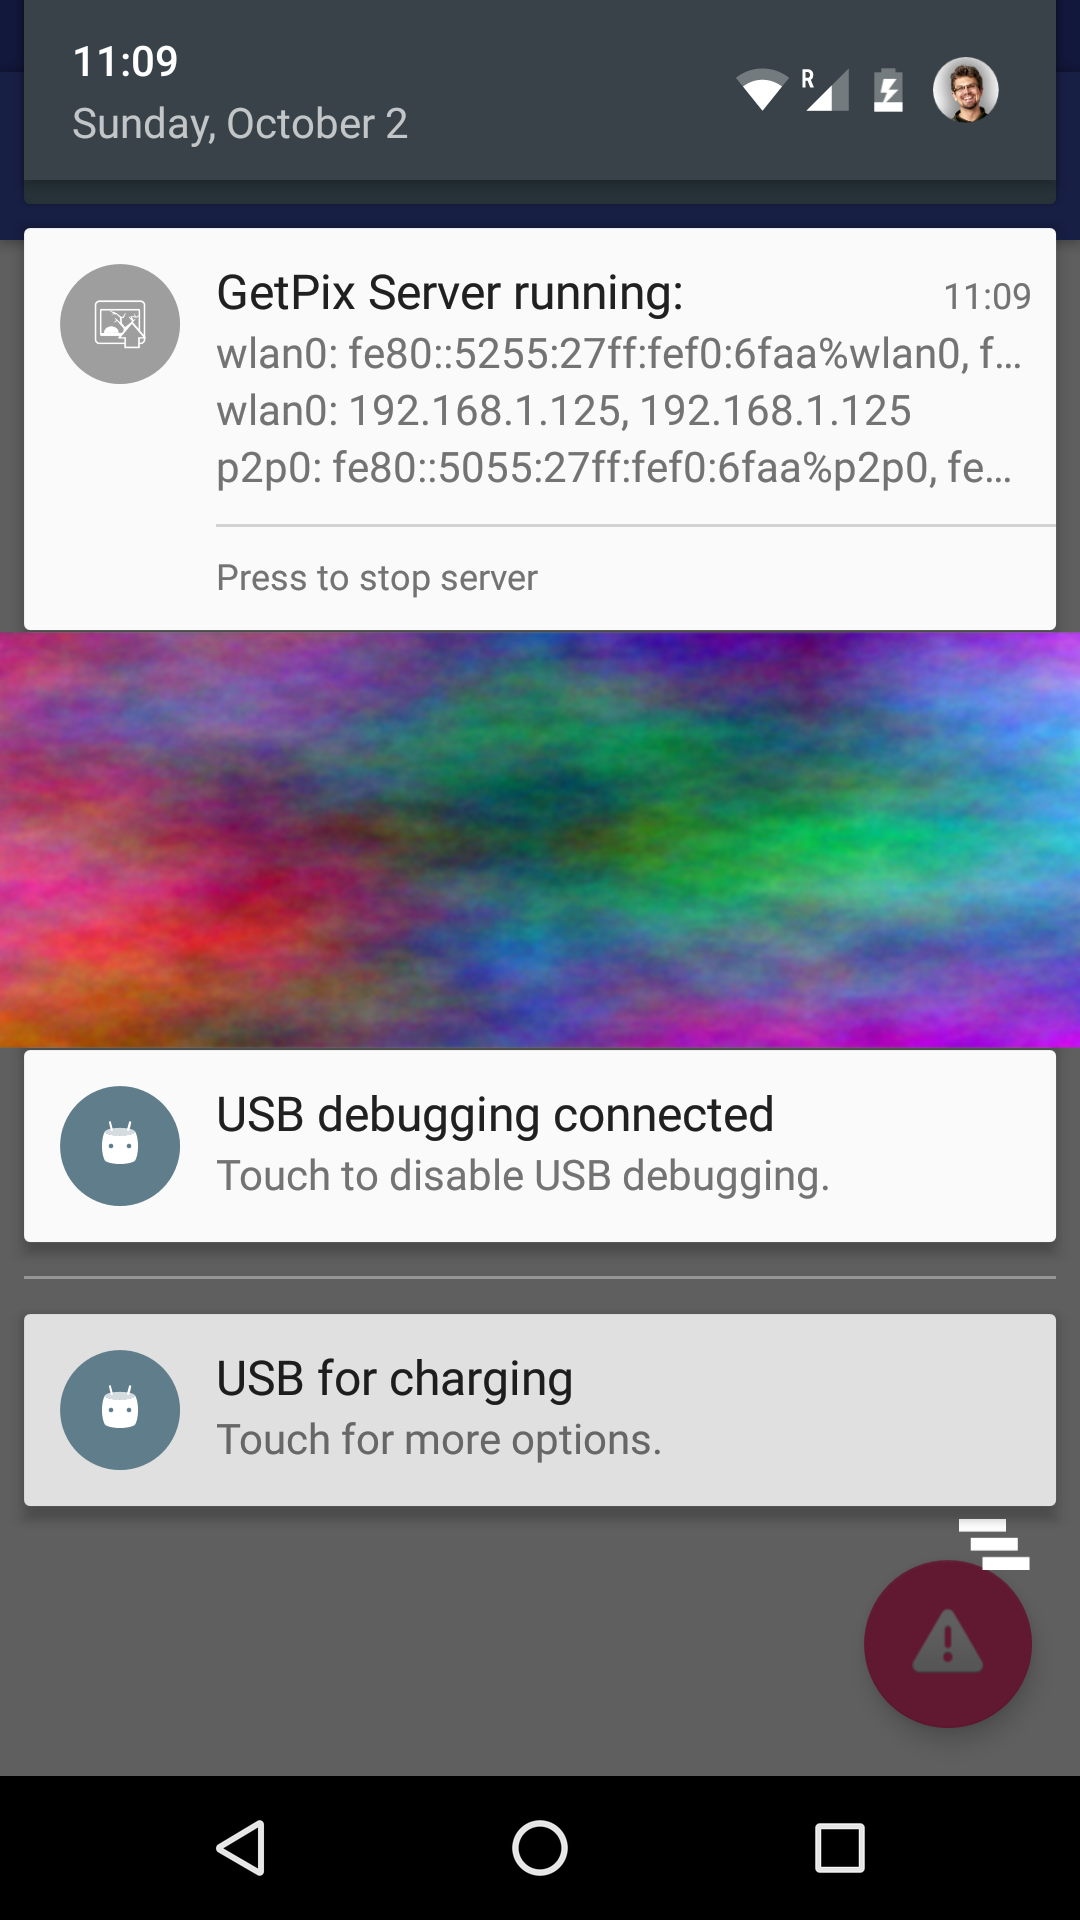 11:09
Sunday, October 2
R
GetPix Server running:
11:09
wlan0: fe80::5255:27ff:fef0:6faa%wlan0, f...
wlan0: 192.168.1.125, 192.168.1.125
p2p0: fe80::5055:27ff:fef0:6faa%p2p0, fe...
Press to stop server
USB debugging connected
Touch to disable USB debugging.
USB for charging
Touch for more options.